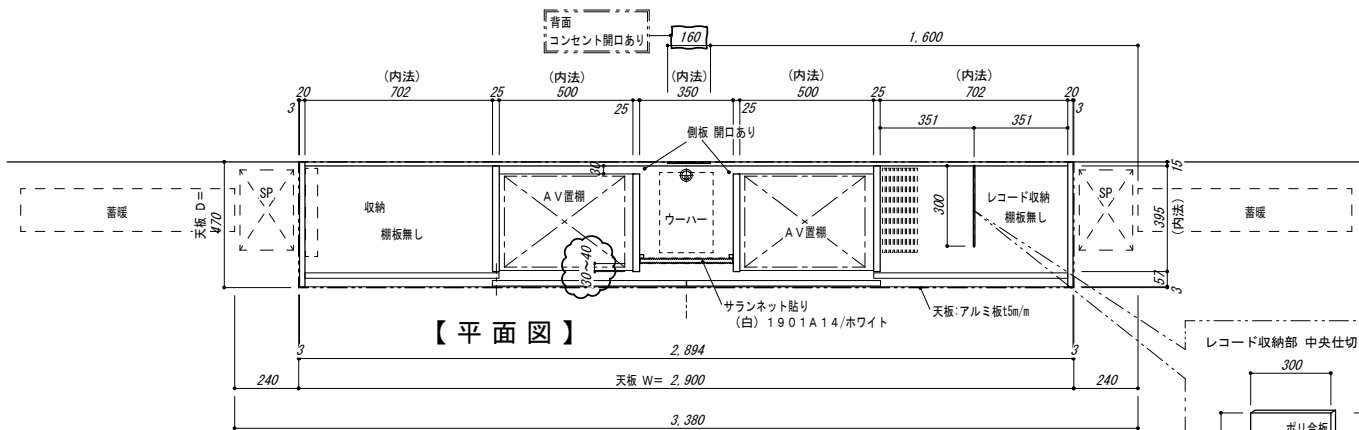 背面
コンセント開口あり
160
1,600
(内法)
(内法)
(内法)
(内法)
(内法)
3
20
702
25
500
25
350
25
500
25
702
20
3
351
351
側板 開口あり
30
15
SP
収納
棚板無し
AV置棚
ウーハー
AV置棚
300
レコード収納
棚板無し
SP
蓄暖
天板 D=
470
395
(内法)
蓄暖
30~40
57
3
サランネット貼り
(白)1901A14/ホワイト
天板:アルミ板t5m/m
【平面図】
3
2,894
3
240
天板 W= 2,900
240
3,380
レコード収納部 中央仕切
300
ポリ合板